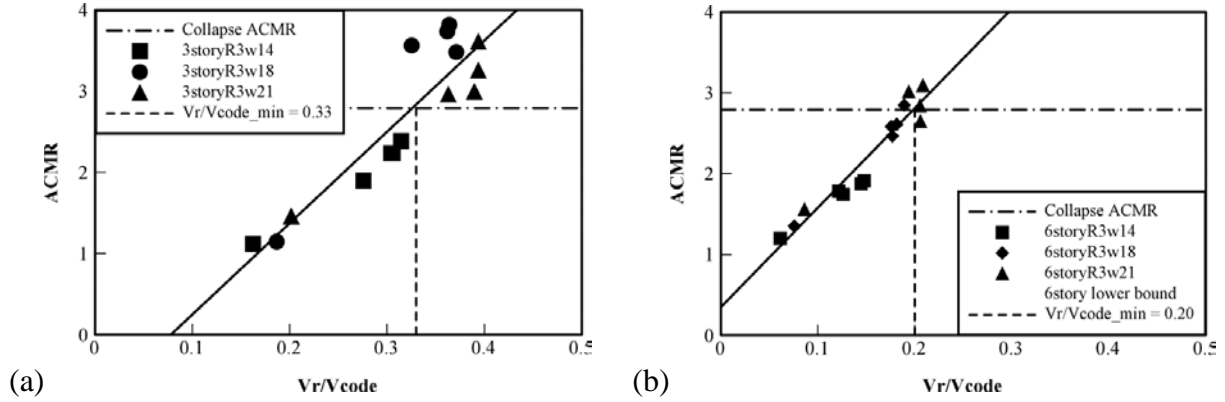 4
3
2
1
0
ACMR
Collapse ACMR
3storyR3w14
3storyR3w18
3storyR3w21
Vr/Vcode_min = 0.33
0 0.1 0.2 0.3 0.4 0.5
Vr/Vcode
(a)
4
3
2
1
0
ACMR
Collapse ACMR
6storyR3w14
6storyR3w18
6storyR3w21
6story lower bound
Vr/Vcode_min = 0.20
0 0.1 0.2 0.3 0.4 0.5
Vr/Vcode
(b)